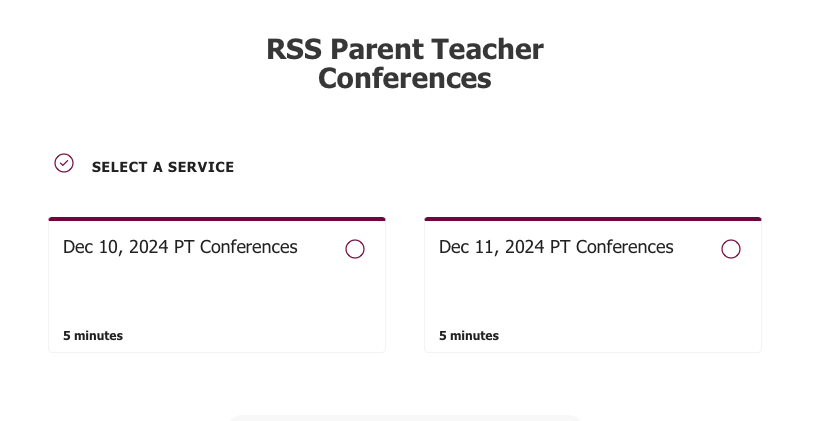 RSS Parent Teacher
Conferences
SELECT A SERVICE
Dec 10, 2024 PT Conferences
5 minutes
Dec 11, 2024 PT Conferences
5 minutes